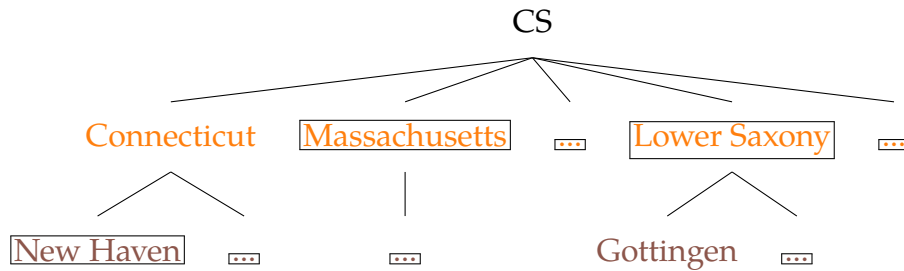 CS
Connecticut Massachusetts ... Lower Saxony ...
New Haven ... ... Gottingen ...